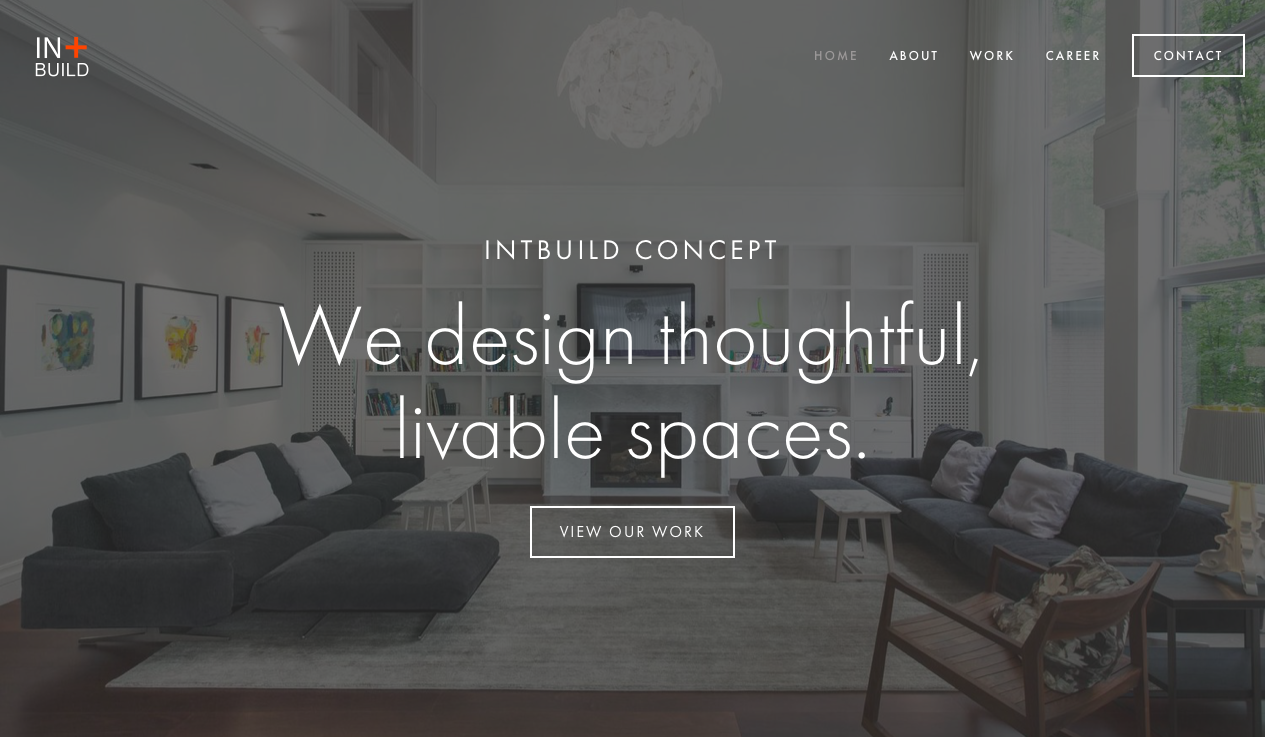 IN+
BUILD
HOME
ABOUT
WORK
CAREER
CONTACT
INTBUILD CONCEPT
We design thoughtful,
livable spaces.
VIEW OUR WORK